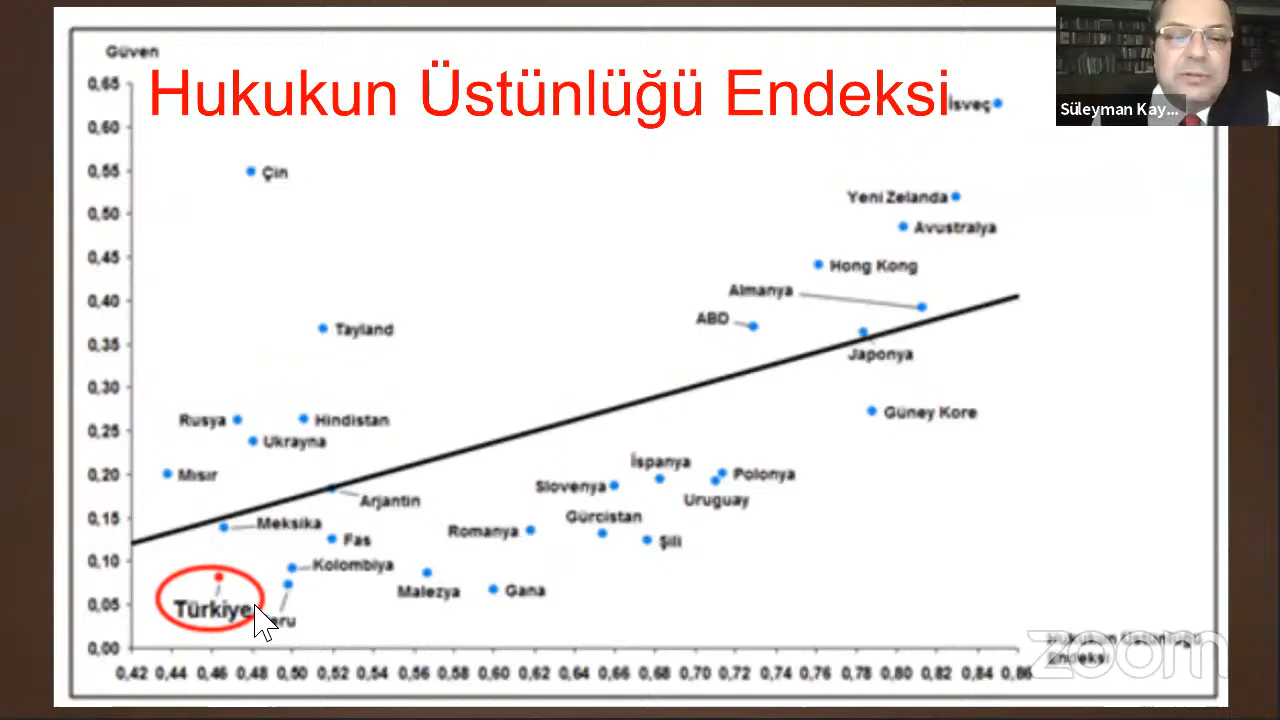 Güven
Hukukun Üstünlüğü Endeksi
Süleyman Kay...
0,65
0,60
0,55
0,50
0,45
0,40
0,35
0,30
0,25
0,20
0,15
0,10
0,05
0,00
İsveç
Çin
Yeni Zelanda
Avustralya
Hong Kong
Almanya
ABD
Tayland
Japonya
Rusya
Hindistan
Güney Kore
Ukrayna
Mısır
İspanya
Polonya
Slovenya
Uruguay
Arjantin
Gürcistan
Meksika
Romanya
Fas
Şili
Kolombiya
Malezya
Gana
Türkiye
eru
Hukukun Üstünlüğü
Endeksi
zoom
0,42 0,44 0,46 0,48 0,50 0,52 0,54 0,56 0,58 0,60 0,62 0,64 0,66 0,68 0,70 0,72 0,74 0,76 0,78 0,80 0,82 0,84 0,86